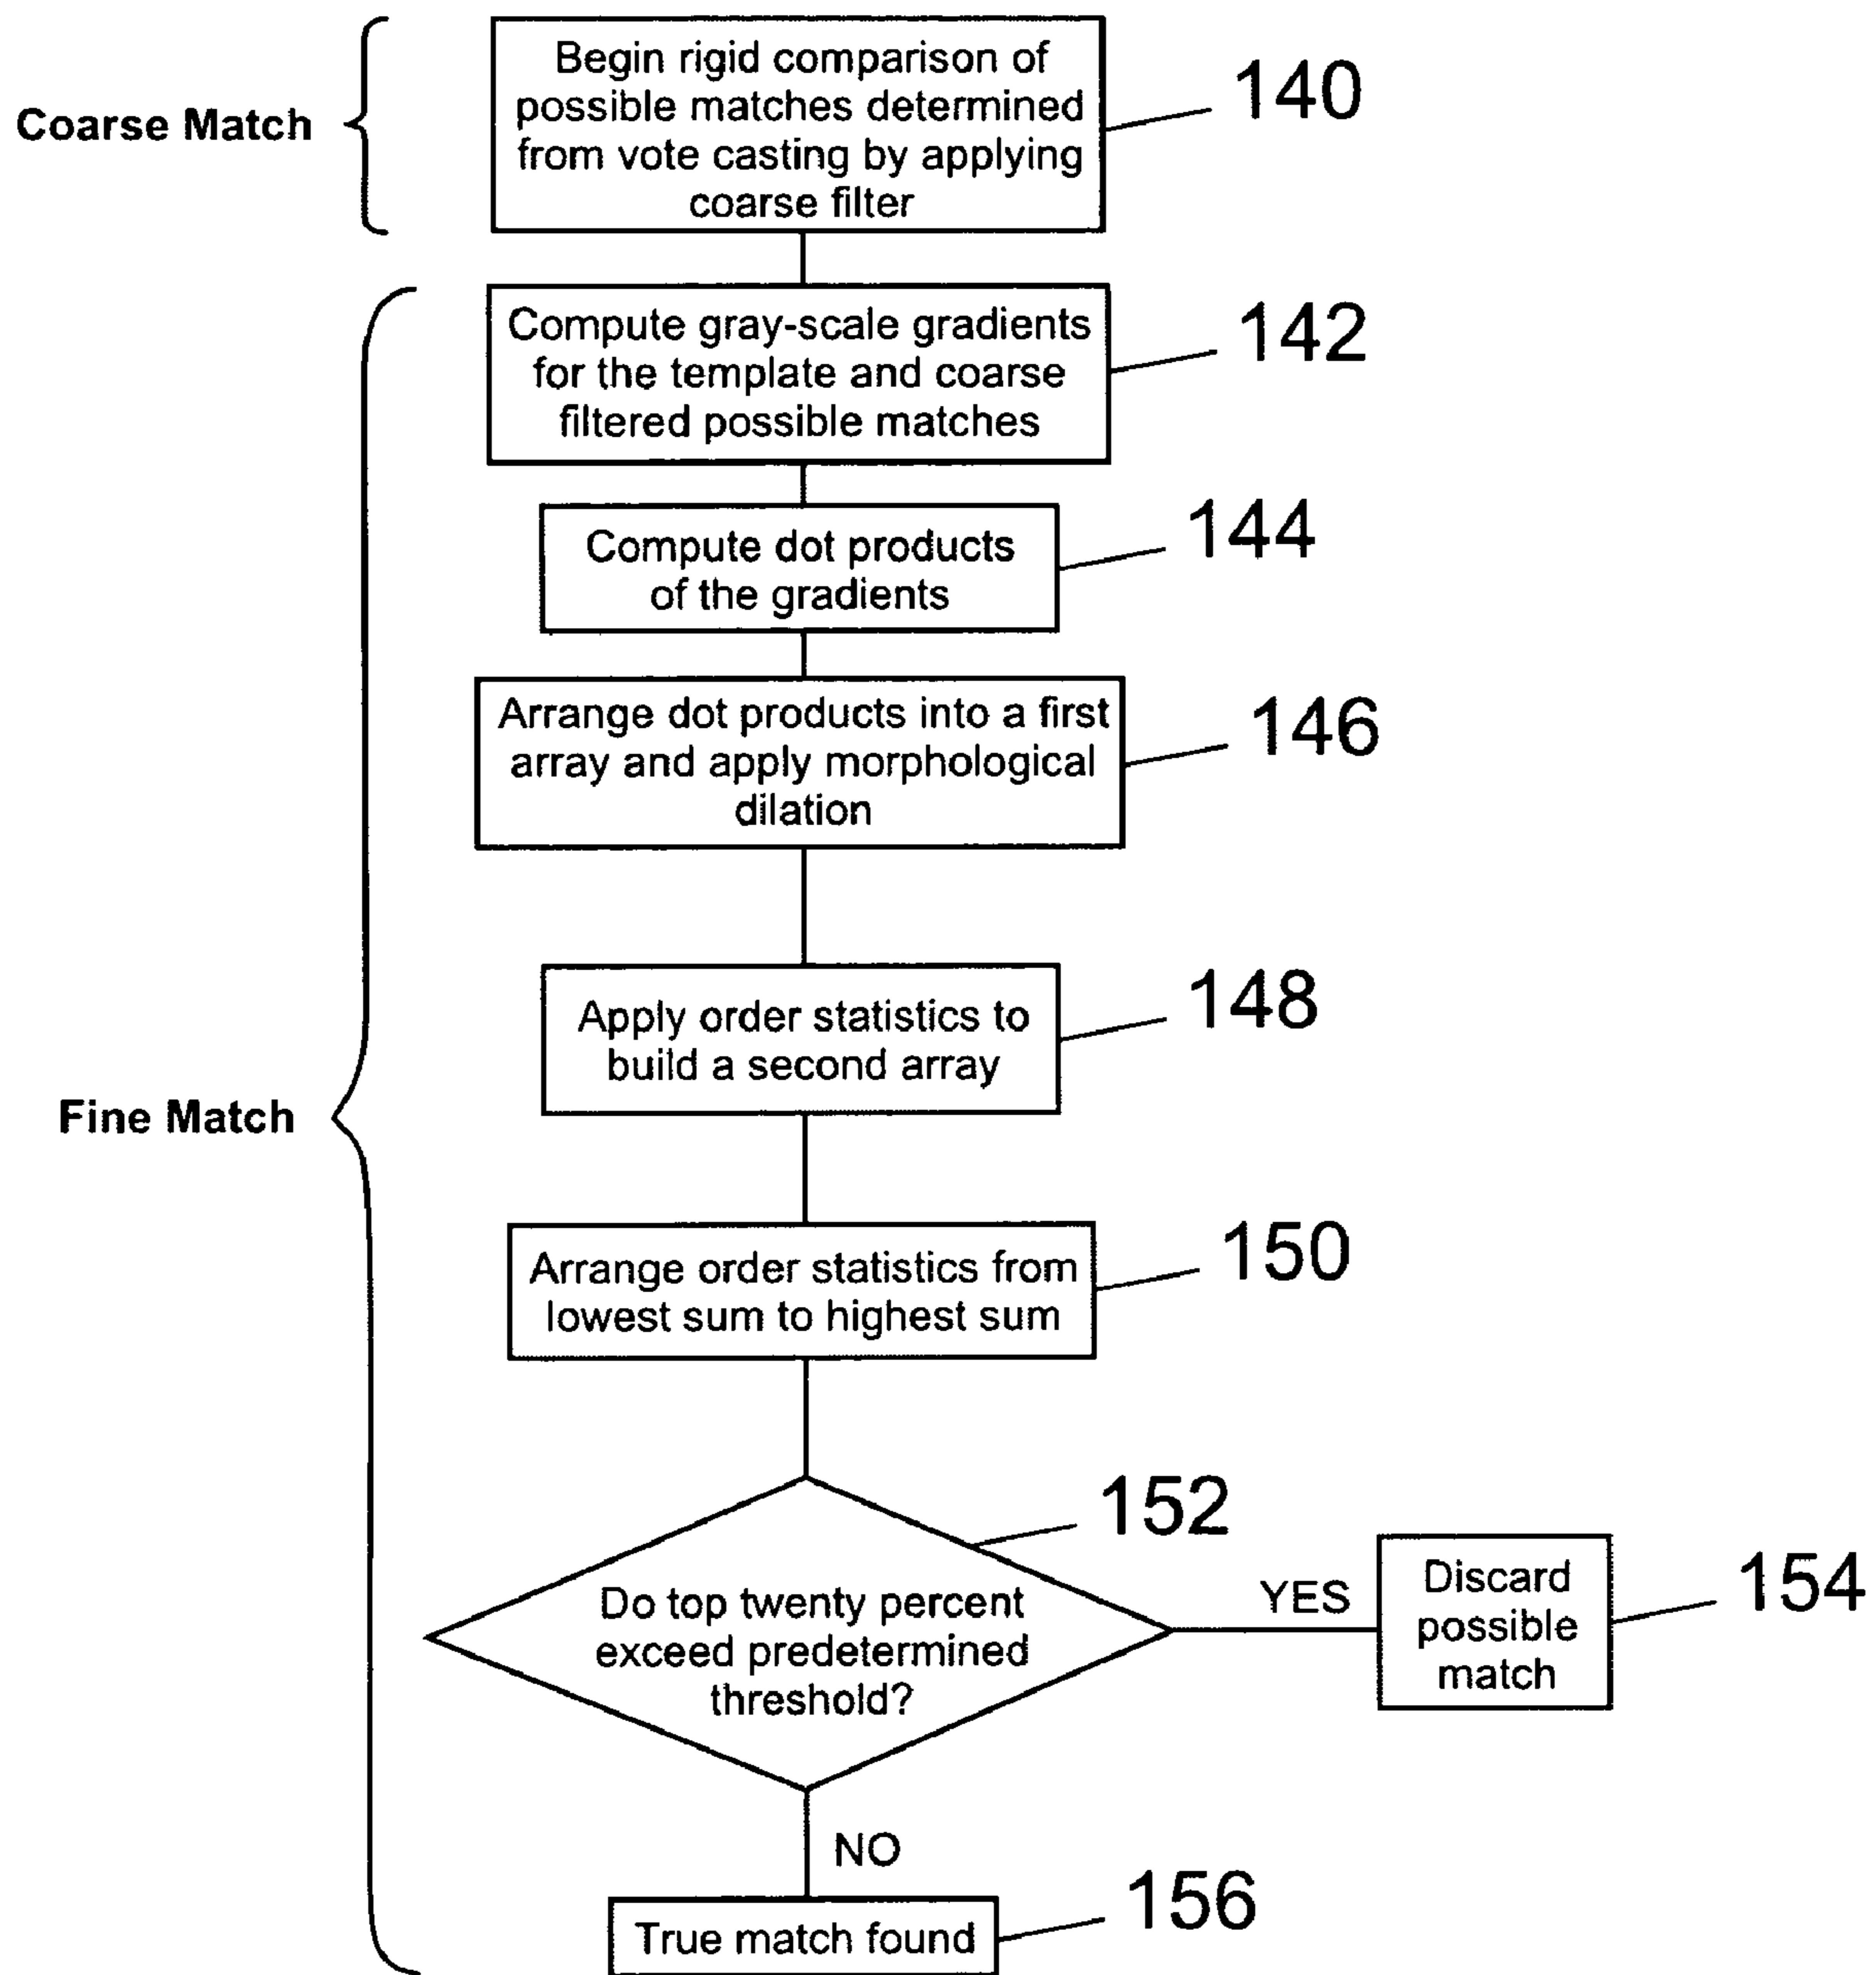 Coarse Match
Begin rigid comparison of
possible matches determined
from vote casting by applying
coarse filter
140
Fine Match
Compute gray-scale gradients
for the template and coarse
filtered possible matches
142
Compute dot products
of the gradients
144
Arrange dot products into a first
array and apply morphological
dilation
146
Apply order statistics to
build a second array
148
Arrange order statistics from
lowest sum to highest sum
150
Do top twenty percent
exceed predetermined
threshold?
152
YES
Discard
possible
match
154
NO
True match found
156